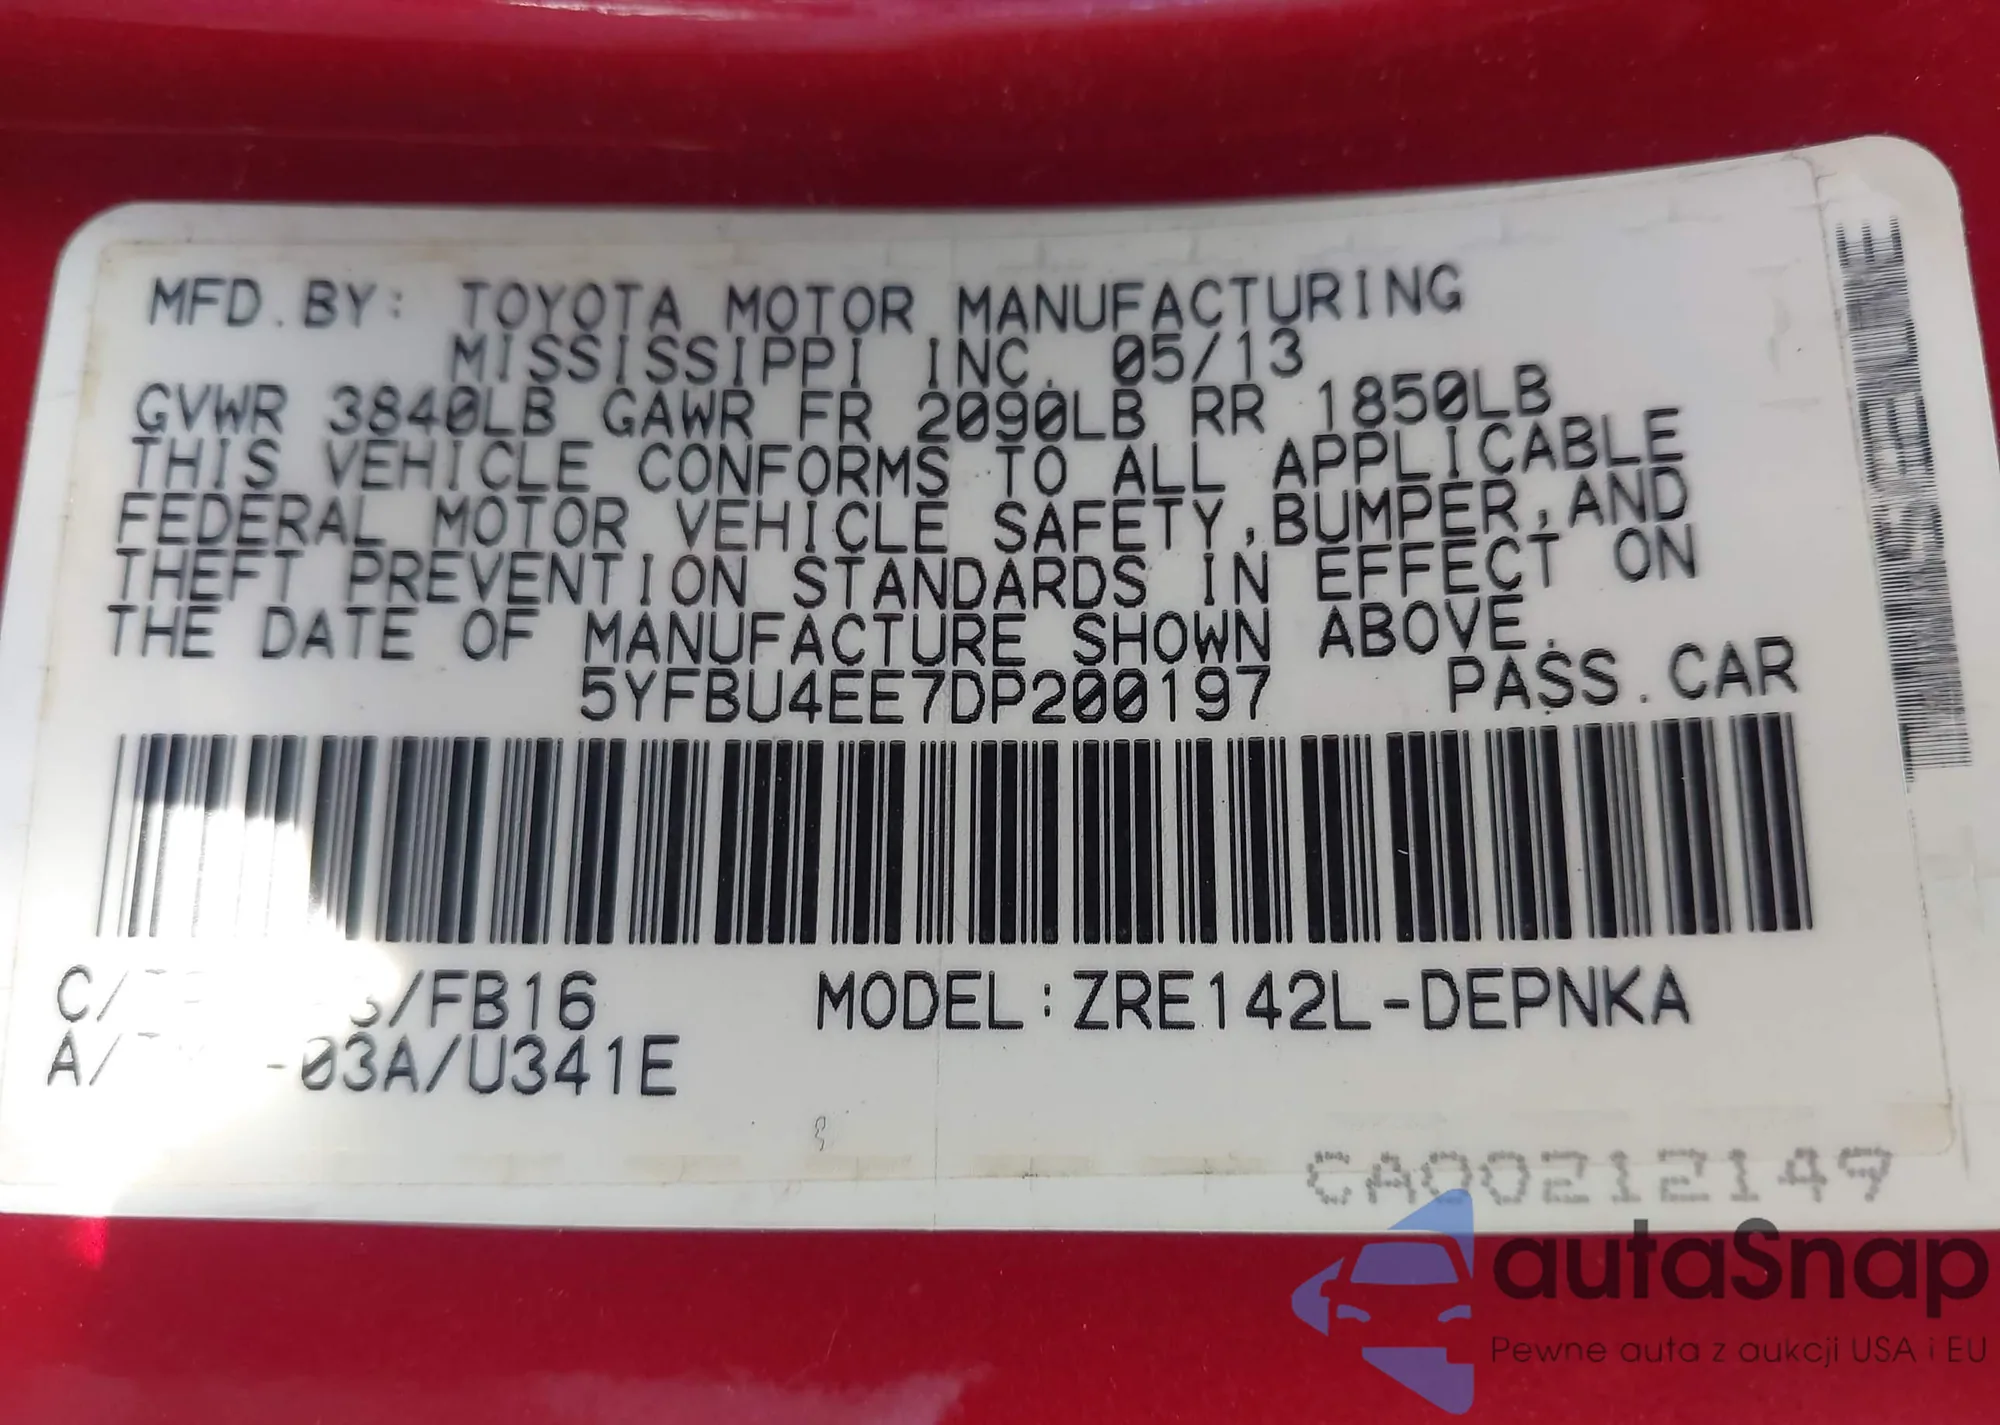 MFD.BY: TOYOTA MOTOR MANUFACTURING
MISSISSIPPI INC. 05/13
GVWR 3840LB GAWR FR 2090LB RR 1850LB
THIS VEHICLE CONFORMS TO ALL APPLICABLE
FEDERAL MOTOR VEHICLE SAFETY,BUMPER,AND
THEFT PREVENTION STANDARDS IN EFFECT ON
THE DATE OF MANUFACTURE SHOWN ABOVE.
5YFBU4EE7DP200197 PASS.CAR
/FB16 MODEL:ZRE142L-DEPNKA
-03A/U341E
CA00212149
autaSnap
Pewne auta z aukcji USA i EU